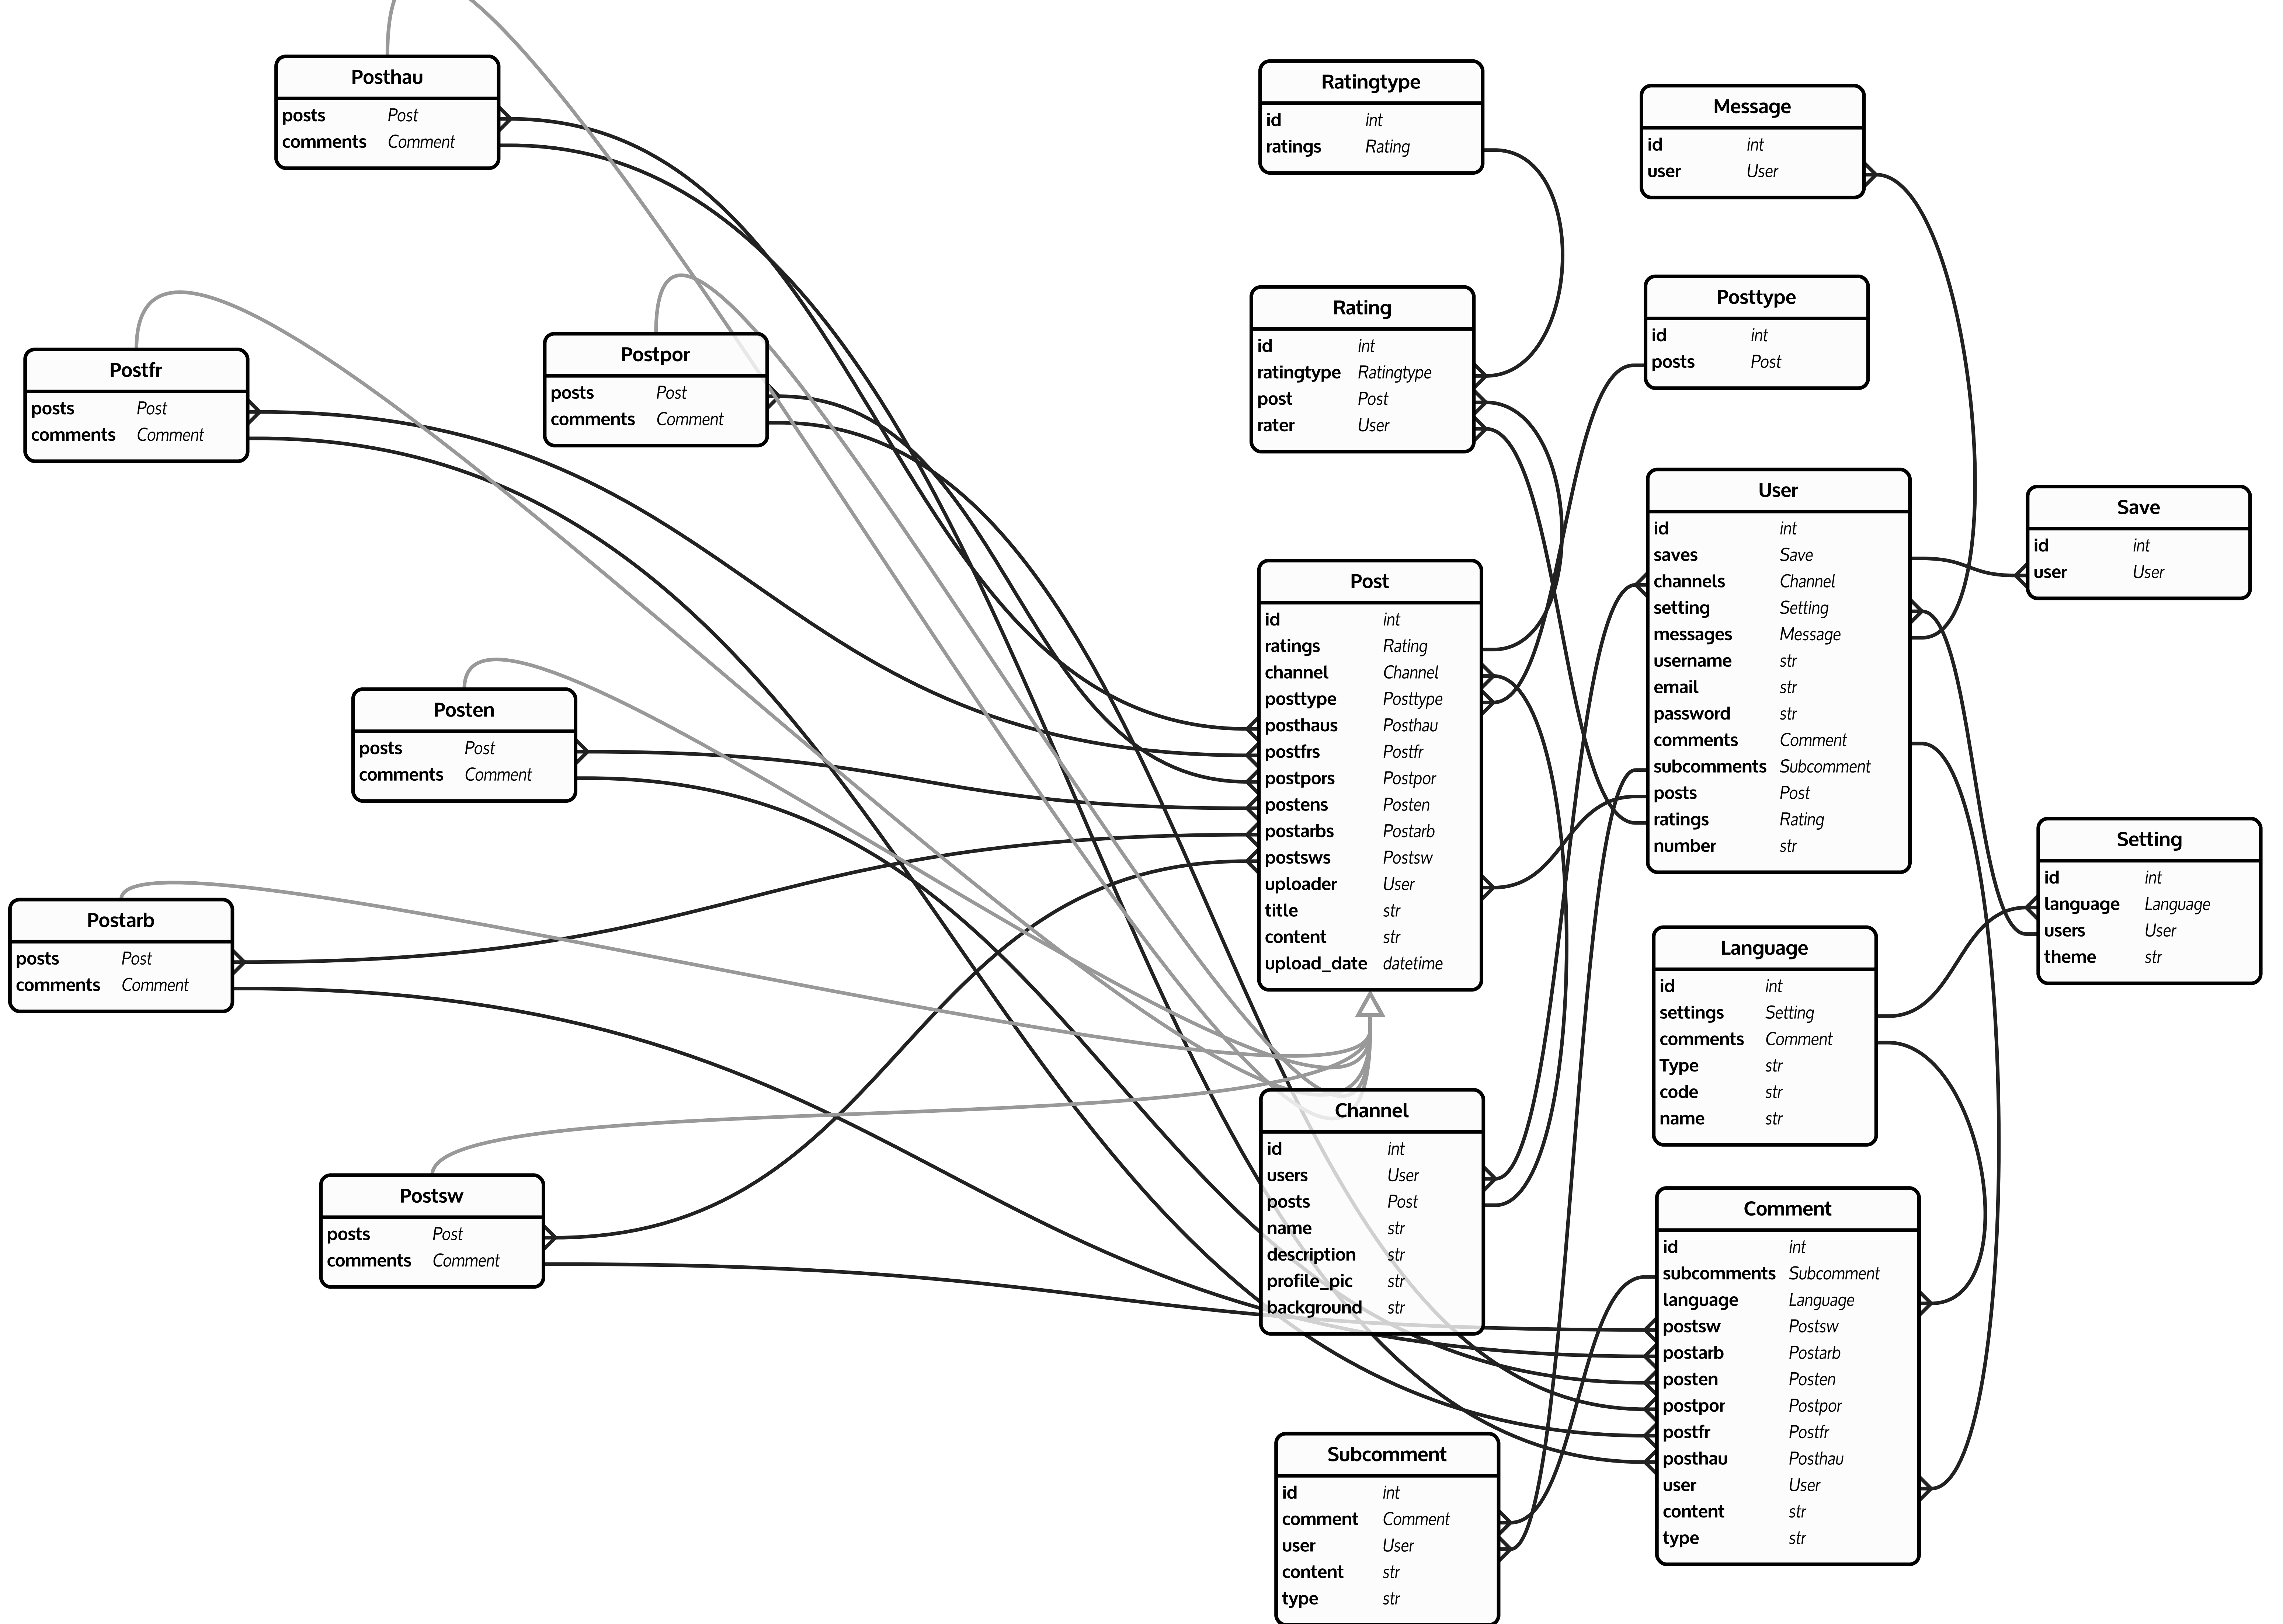 Posthau
posts Post
comments Comment
Postfr
posts Post
comments Comment
Postpor
posts Post
comments Comment
Posten
posts Post
comments Comment
Postarb
posts Post
comments Comment
Postsw
posts Post
comments Comment
Ratingtype
id int
ratings Rating
Rating
id int
ratingtype Ratingtype
post Post
rater User
Post
id int
ratings Rating
channel Channel
posttype Posttype
posthaus Posthau
postfrs Postfr
postpors Postpor
postens Posten
postarbs Postarb
postsws Postsw
uploader User
title str
content str
upload_date datetime
Channel
id int
users User
posts Post
name str
description str
profile_pic str
background str
Subcomment
id int
comment Comment
user User
content str
type str
Message
id int
user User
Posttype
id int
posts Post
User
id int
saves Save
channels Channel
setting Setting
messages Message
username str
email str
password str
comments Comment
subcomments Subcomment
posts Post
ratings Rating
number str
Language
id int
settings Setting
comments Comment
Type str
code str
name str
Comment
id int
subcomments Subcomment
language Language
postsw Postsw
postarb Postarb
posten Posten
postpor Postpor
postfr Postfr
posthau Posthau
user User
content str
type str
Save
id int
user User
Setting
id int
language Language
users User
theme str